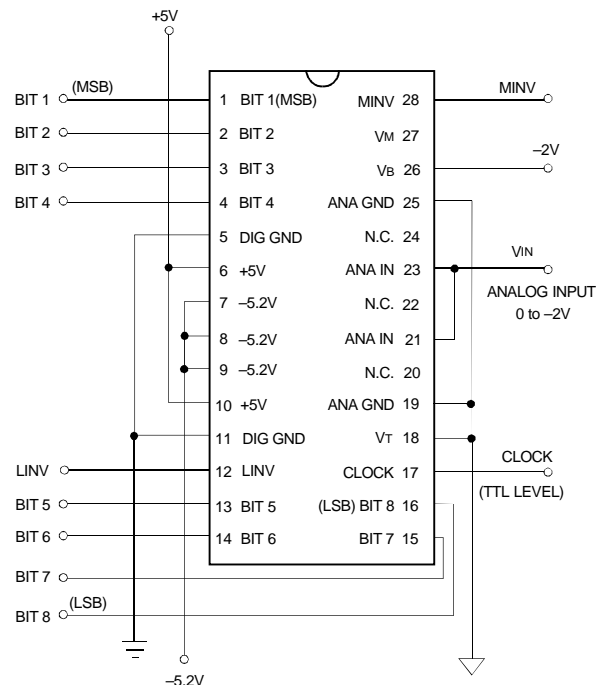 +5V
(MSB)
BIT 1
BIT 2
BIT 3
BIT 4
1 BIT 1(MSB)
2 BIT 2
3 BIT 3
4 BIT 4
5 DIG GND
6 +5V
7 –5.2V
8 –5.2V
9 –5.2V
10 +5V
11 DIG GND
12 LINV
13 BIT 5
14 BIT 6
MINV 28
VM 27
VB 26
ANA GND 25
N.C. 24
ANA IN 23
N.C. 22
ANA IN 21
N.C. 20
ANA GND 19
VT 18
CLOCK 17
(LSB) BIT 8 16
BIT 7 15
MINV
–2V
VIN
ANALOG INPUT
0 to –2V
CLOCK
(TTL LEVEL)
LINV
BIT 5
BIT 6
BIT 7
(LSB)
BIT 8
–5.2V